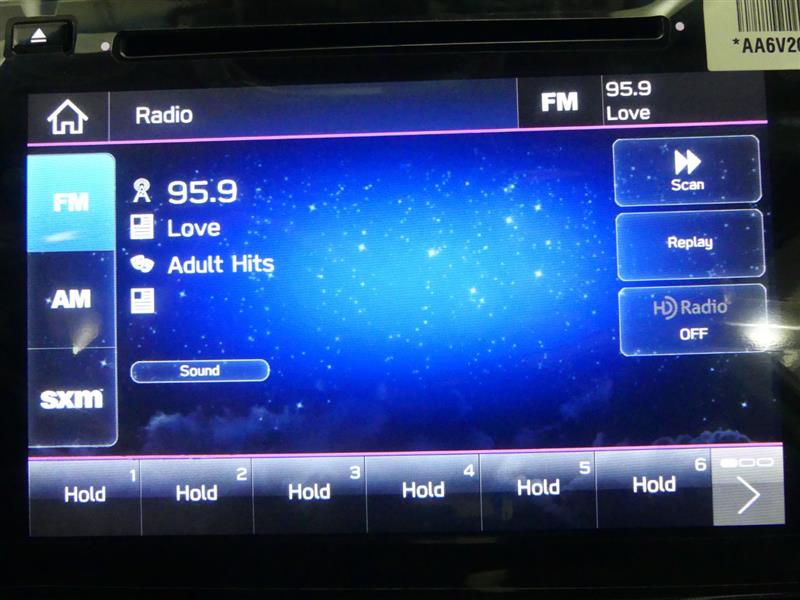 *AA6V20
Radio
FM
95.9
Love
FM
AM
sxm
95.9
Love
Adult Hits
Sound
Scan
Replay
HD Radio
OFF
1 2 3 4 5 6
Hold Hold Hold Hold Hold Hold